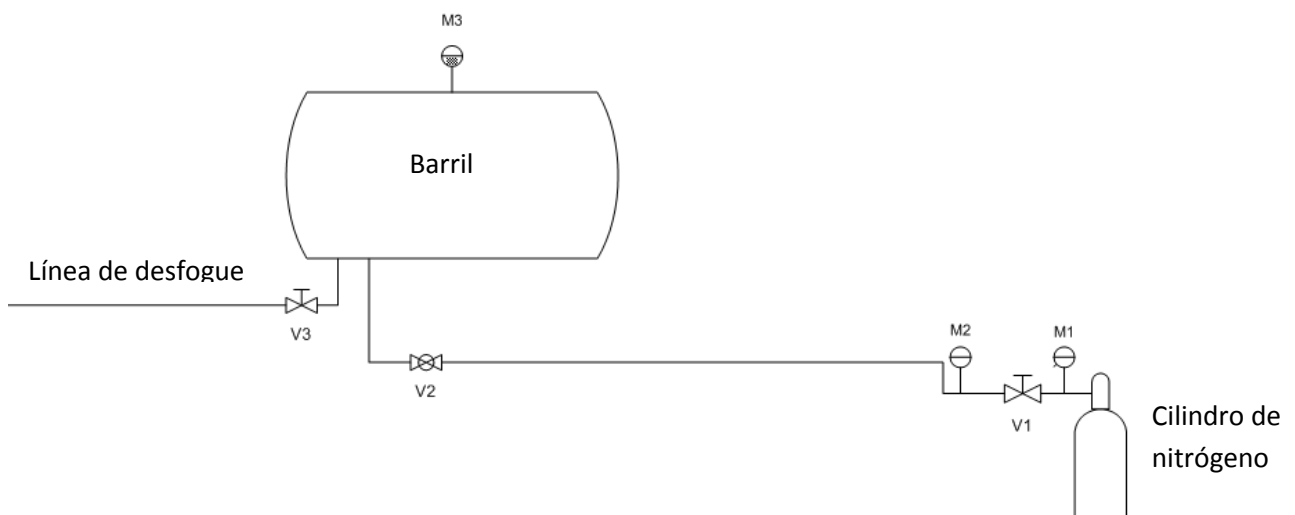 M3
Barril
Línea de desfogue
V3
V2
M2
M1
V1
Cilindro de
nitrógeno